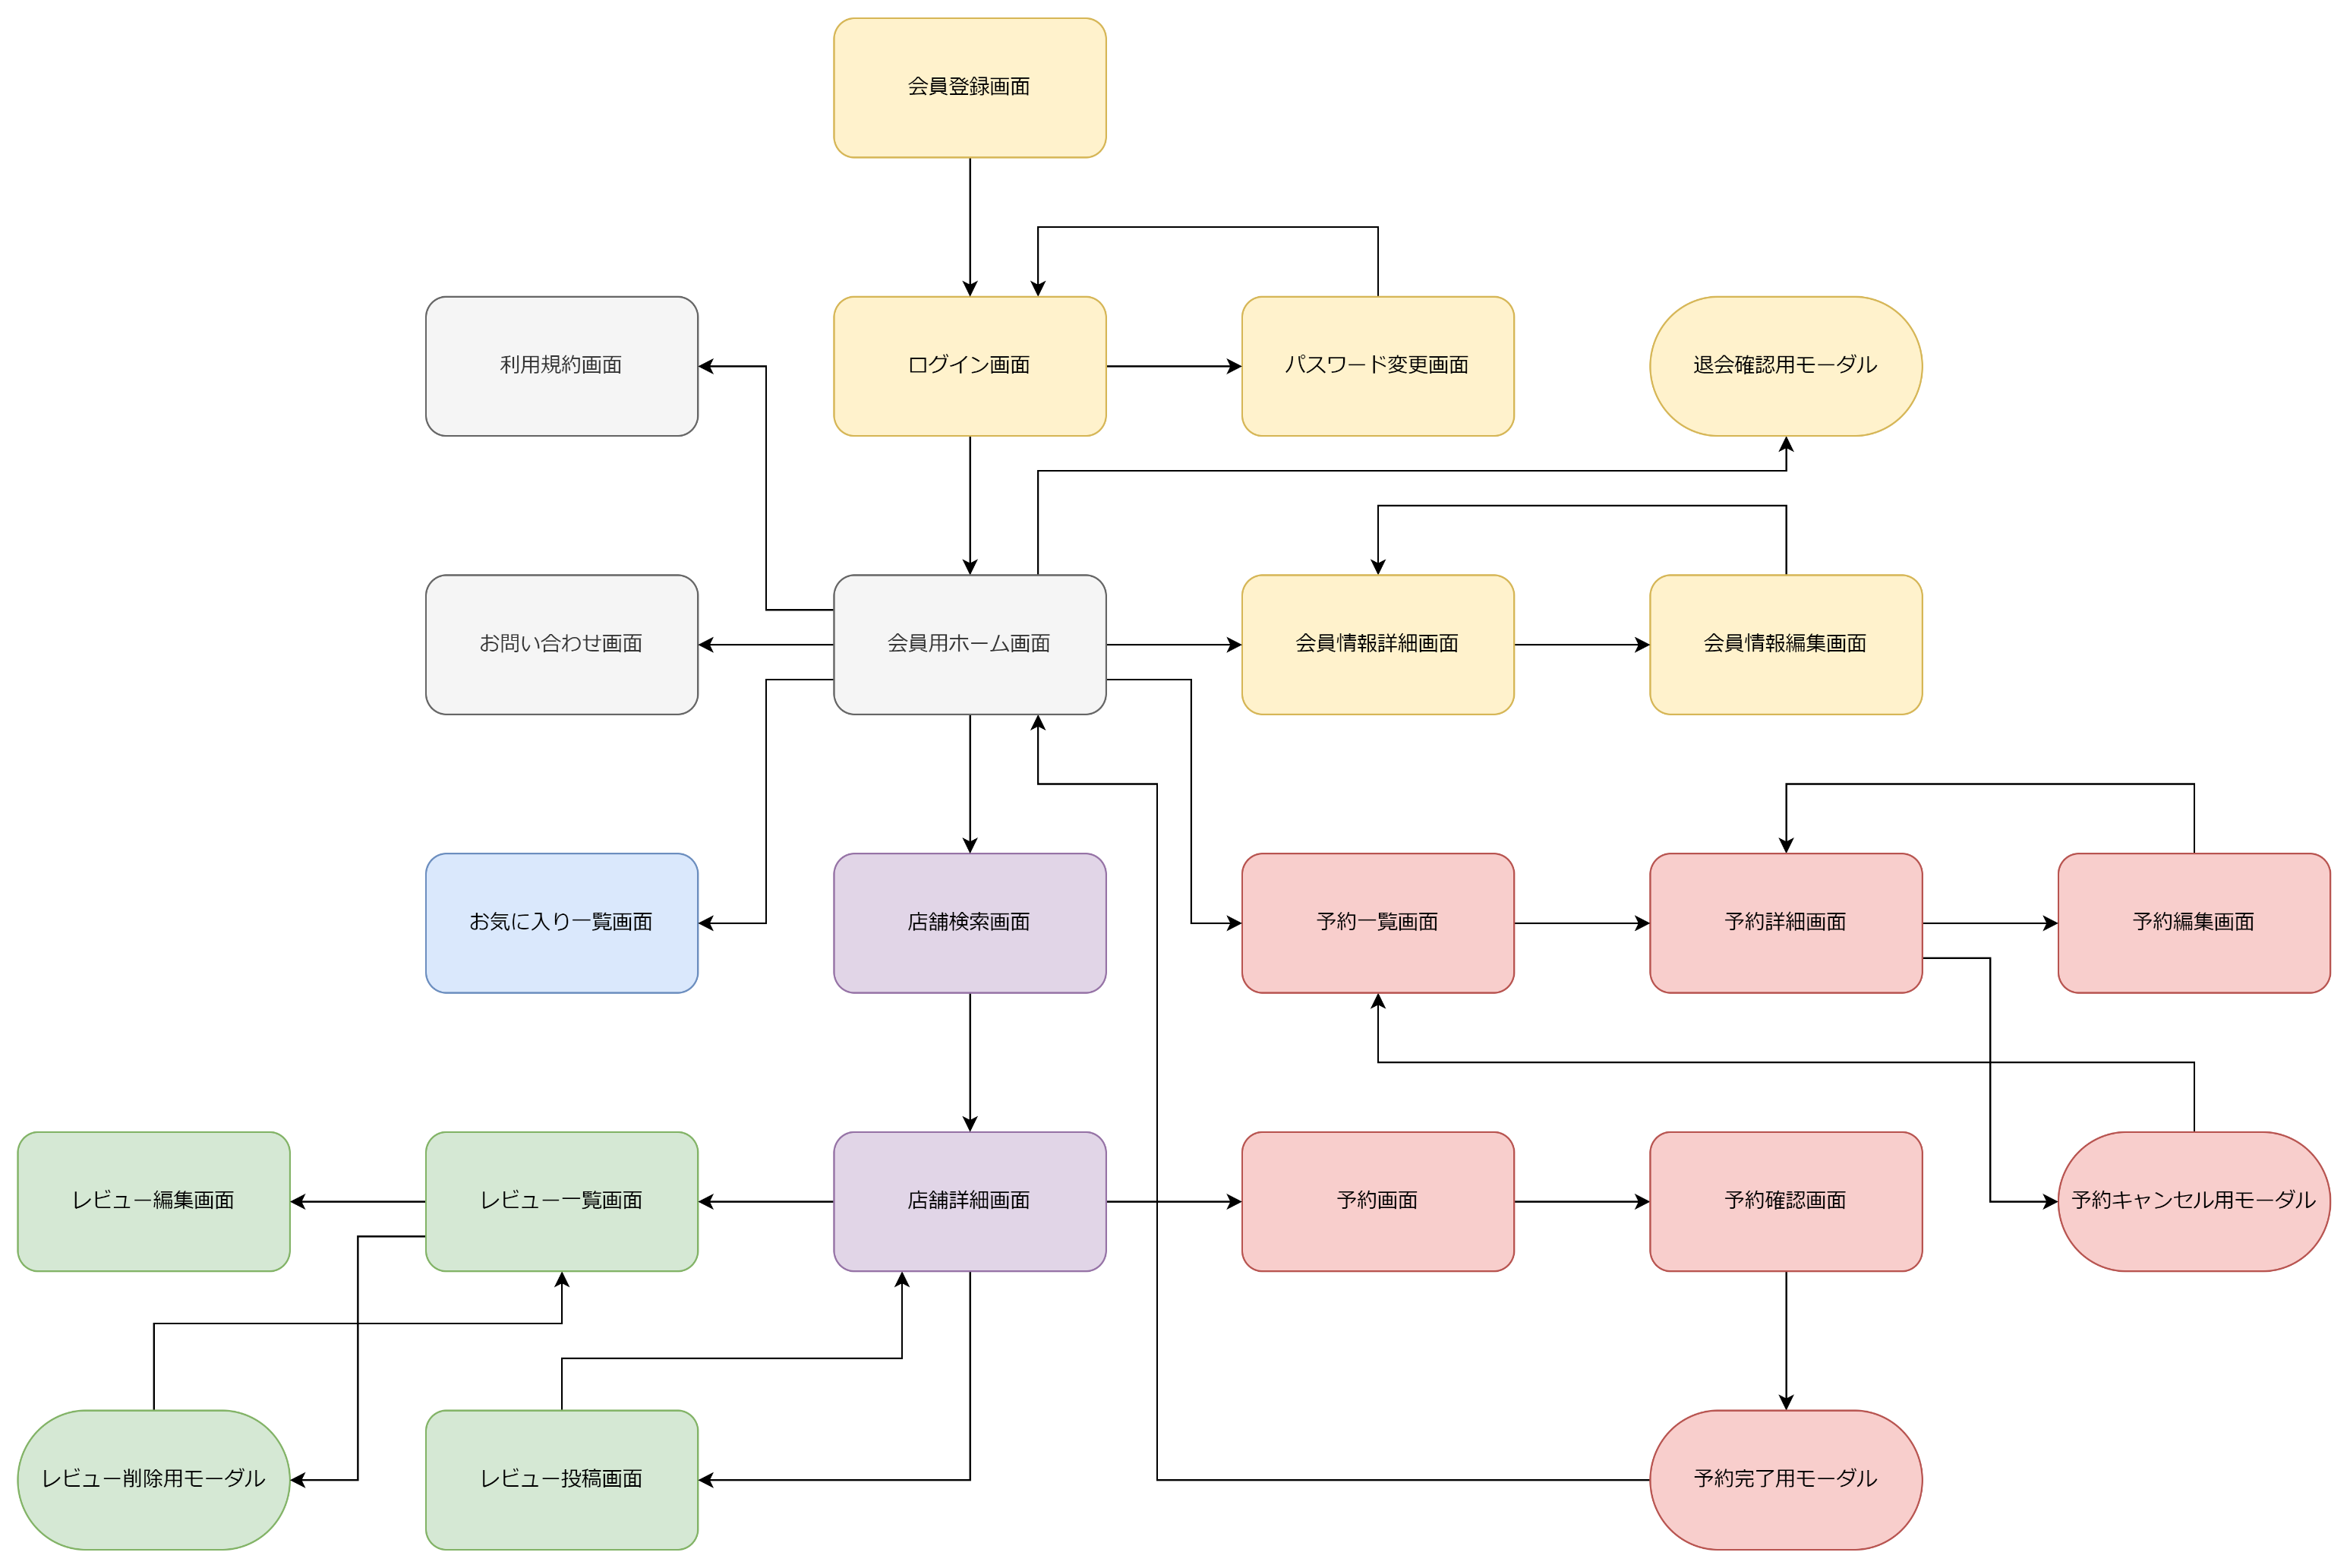 会員登録画面
利用規約画面
ログイン画面
パスワード変更画面
退会確認用モーダル
お問い合わせ画面
会員用ホーム画面
会員情報詳細画面
会員情報編集画面
お気に入り一覧画面
店舗検索画面
予約一覧画面
予約詳細画面
予約編集画面
レビュー編集画面
レビュー一覧画面
店舗詳細画面
予約画面
予約確認画面
予約キャンセル用モーダル
レビュー削除用モーダル
レビュー投稿画面
予約完了用モーダル